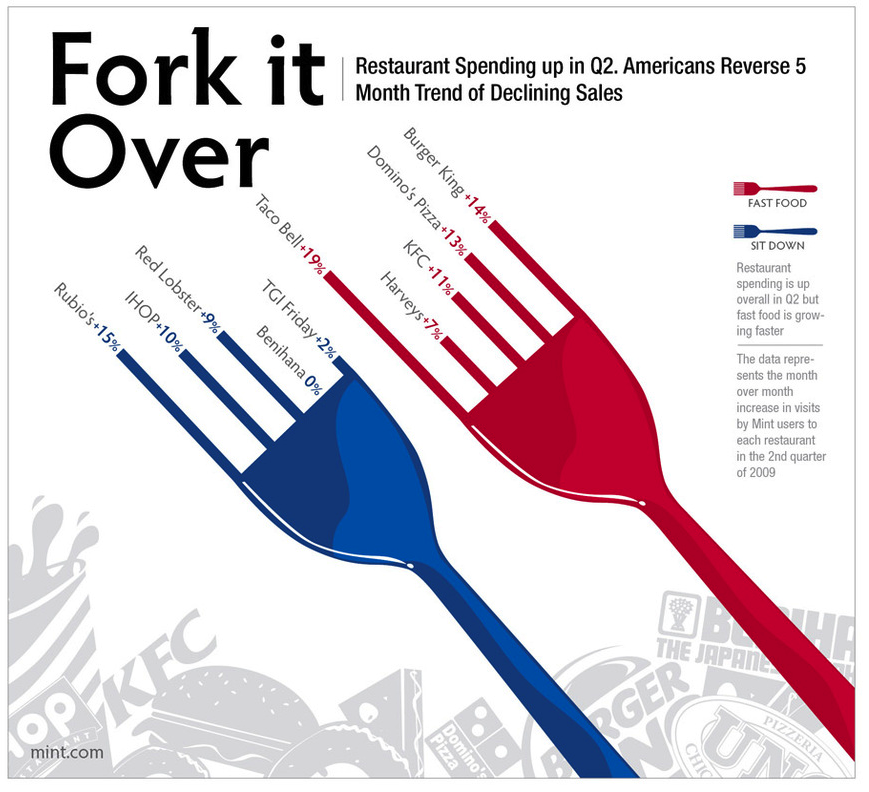 Fork it
Over
Restaurant Spending up in Q2. Americans Reverse 5
Month Trend of Declining Sales
Burger King +14%
Domino's Pizza +13%
KFC +11%
Harveys +7%
Taco Bell +19%
TGI Friday +2%
Benihana 0%
Red Lobster +9%
IHOP +10%
Rubio's +15%
FAST FOOD
SIT DOWN
Restaurant
spending is up
overall in Q2 but
fast food is grow-
ing faster
The data repre-
sents the month
over month
increase in visits
by Mint users to
each restaurant
in the 2nd quarter
of 2009
KFC
Domino's
Pizza
THE JAPANES
PIZZERIA
UN
mint.com